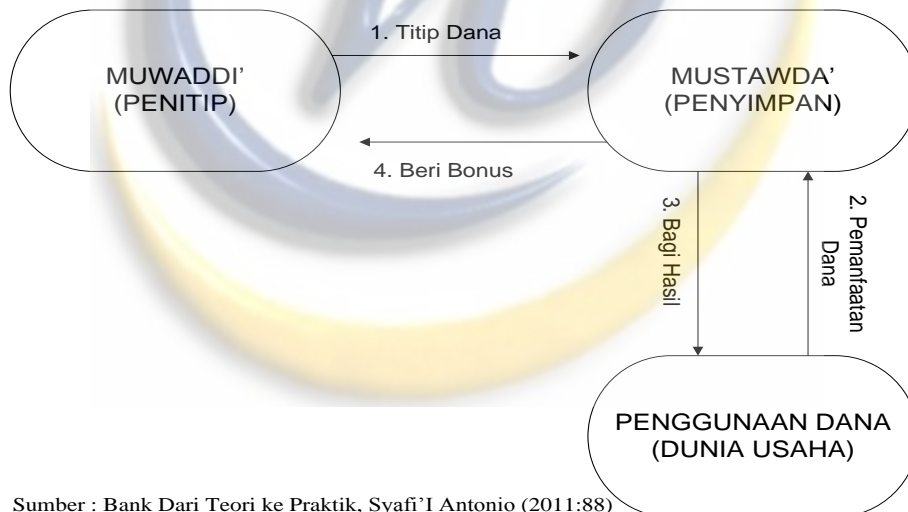 1. Titip Dana
MUWADDI’
(PENITIP)
MUSTAWDA’
(PENYIMPAN)
4. Beri Bonus
3. Bagi Hasil
2. Pemanfaatan
Dana
PENGGUNAAN DANA
(DUNIA USAHA)
Sumber : Bank Dari Teori ke Praktik, Syafi’I Antonio (2011:88)